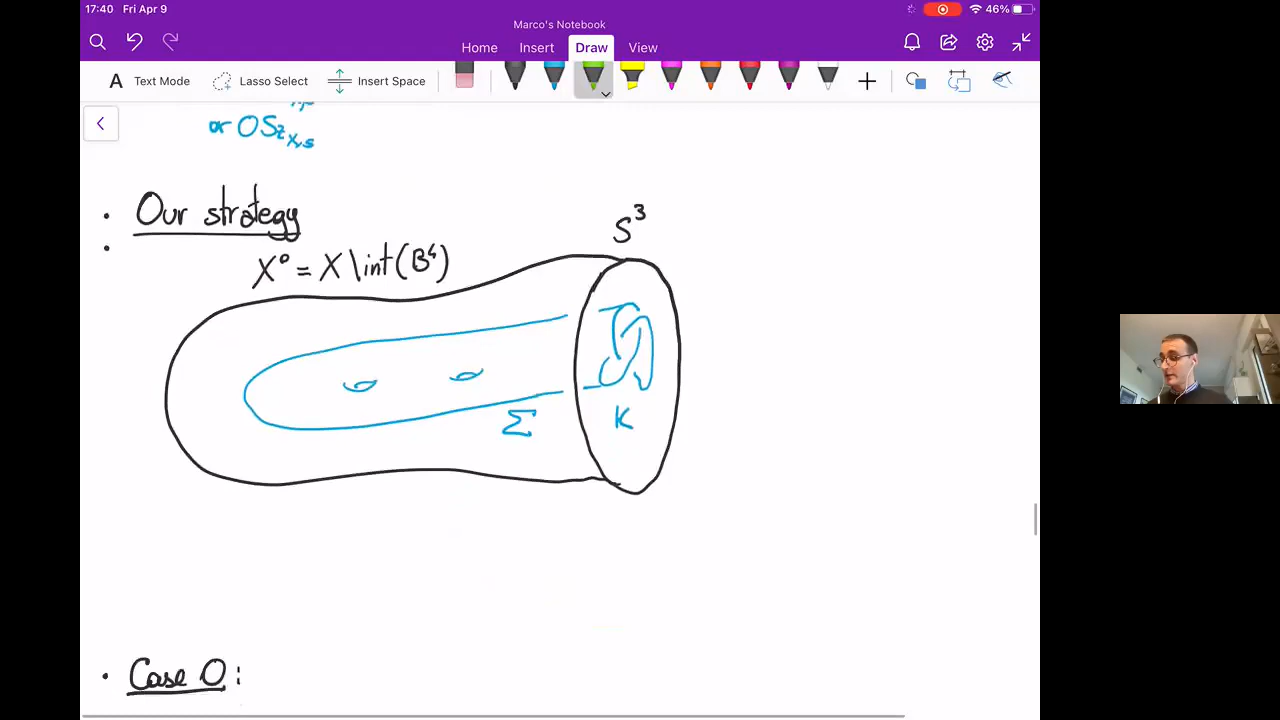 17:40 Fri Apr 9
46%
Marco's Notebook
Home Insert Draw View
A Text Mode Lasso Select Insert Space
or OSz_{X,s}
• Our strategy
•
S³
X° = X \ int(B⁴)
Σ
K
• Case 0: